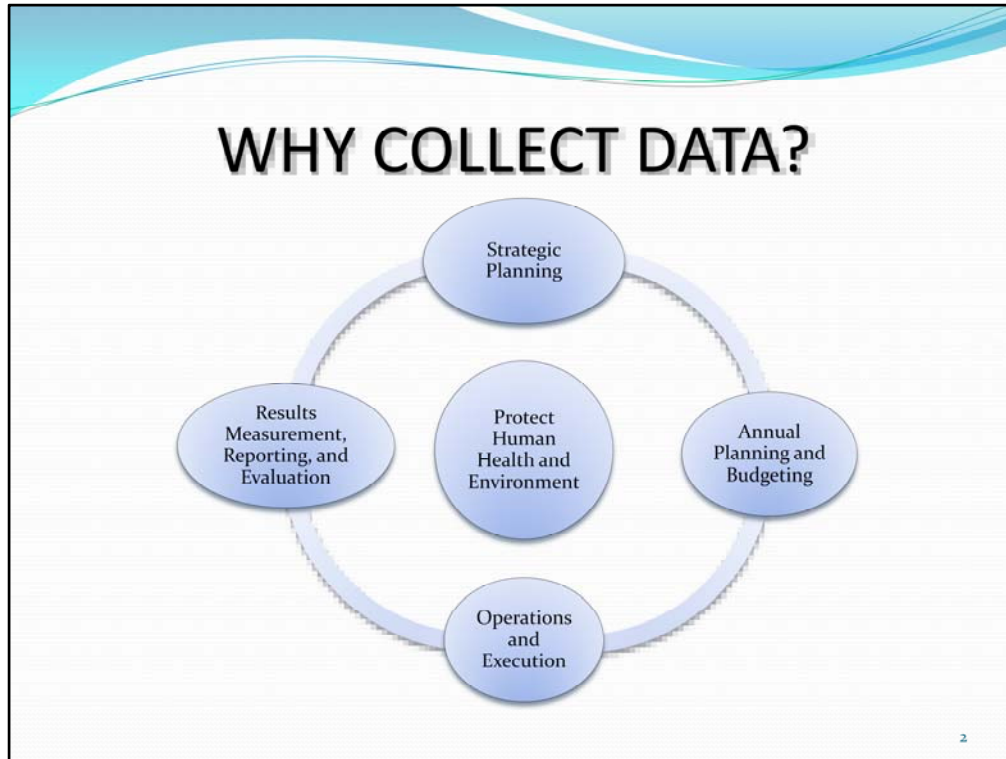 WHY COLLECT DATA?
Strategic
Planning
Results
Measurement,
Reporting, and
Evaluation
Protect
Human
Health and
Environment
Annual
Planning and
Budgeting
Operations
and
Execution
2